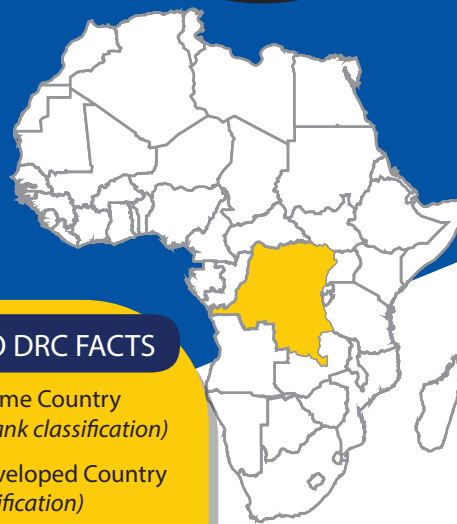 DRC FACTS
me Country
ank classification)
veloped Country
ification)